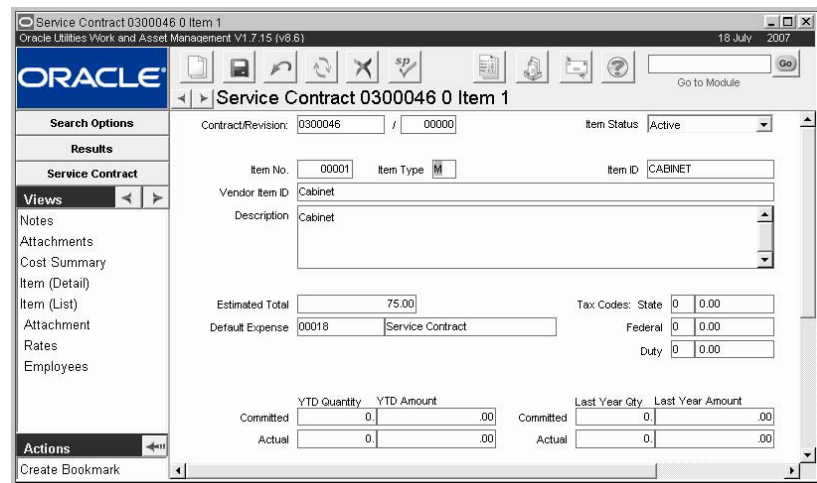 Service Contract 0300046 0 Item 1
Oracle Utilities Work and Asset Management V1.7.15 (v8.6) 18 July 2007
ORACLE
sp
Go
Go to Module
Service Contract 0300046 0 Item 1
Search Options
Results
Service Contract
Views
Notes
Attachments
Cost Summary
Item (Detail)
Item (List)
Attachment
Rates
Employees
Actions
Create Bookmark
Contract/Revision: 0300046 / 00000 Item Status Active
Item No. 00001 Item Type M Item ID CABINET
Vendor Item ID Cabinet
Description Cabinet
Estimated Total 75.00 Tax Codes: State 0 0.00
Default Expense 00018 Service Contract Federal 0 0.00
Duty 0 0.00
YTD Quantity YTD Amount Last Year Qty Last Year Amount
Committed 0. .00 Committed 0. .00
Actual 0. .00 Actual 0. .00